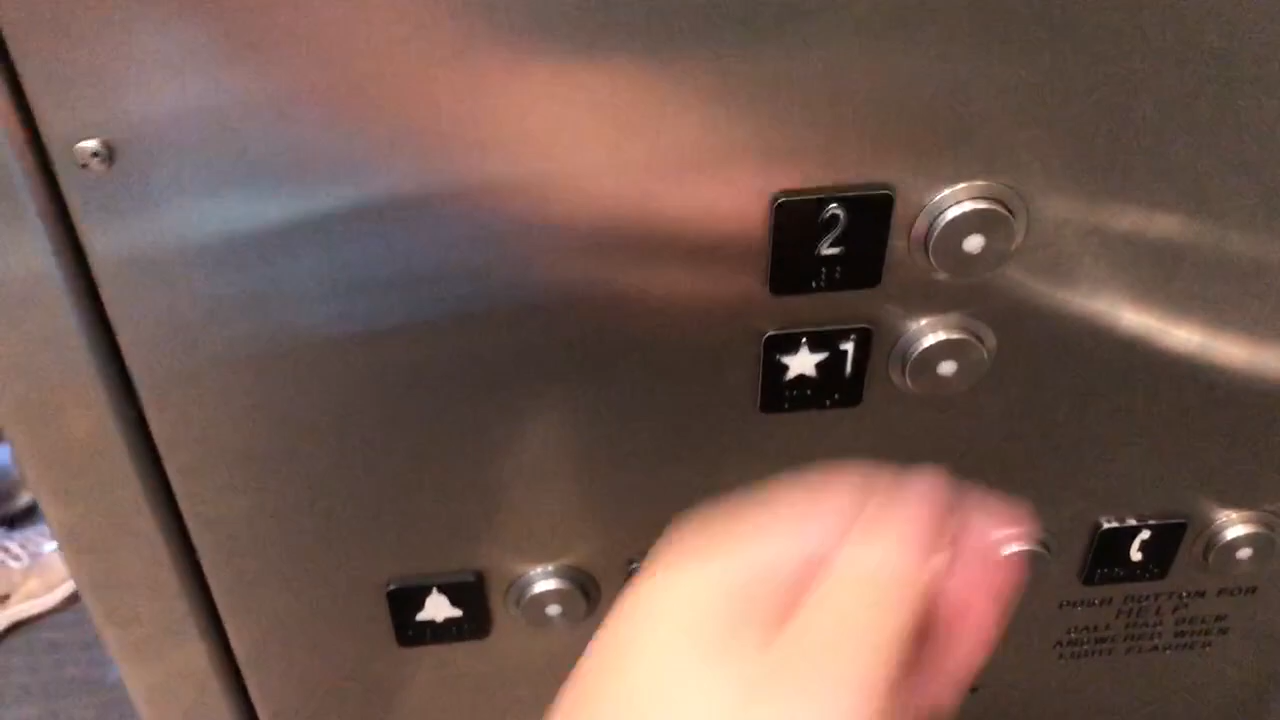 2
★1
PUSH BUTTON FOR
HELP
CALL HAS BEEN
ANSWERED WHEN
LIGHT FLASHES